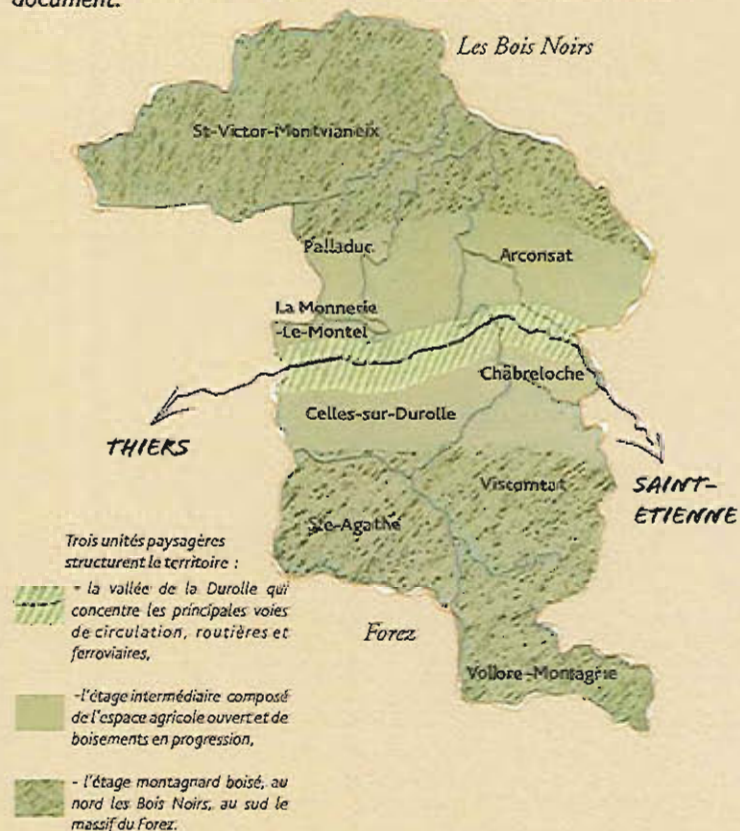 document.
Les Bois Noirs
St-Victor-Montvianeix
Palladuc
Arconsat
La Monnerie
-Le-Montel
Chabreloche
Celles-sur-Durolle
THIERS
Viscomtat
SAINT-
ETIENNE
Ste-Agathe
Forez
Vollore-Montagne
Trois unités paysagères
structurent le territoire :
- la vallée de la Durolle qui
concentre les principales voies
de circulation, routières et
ferroviaires,
-l'étage intermédiaire composé
de l'espace agricole ouvert et de
boisements en progression,
- l'étage montagnard boisé, au
nord les Bois Noirs, au sud le
massif du Forez.